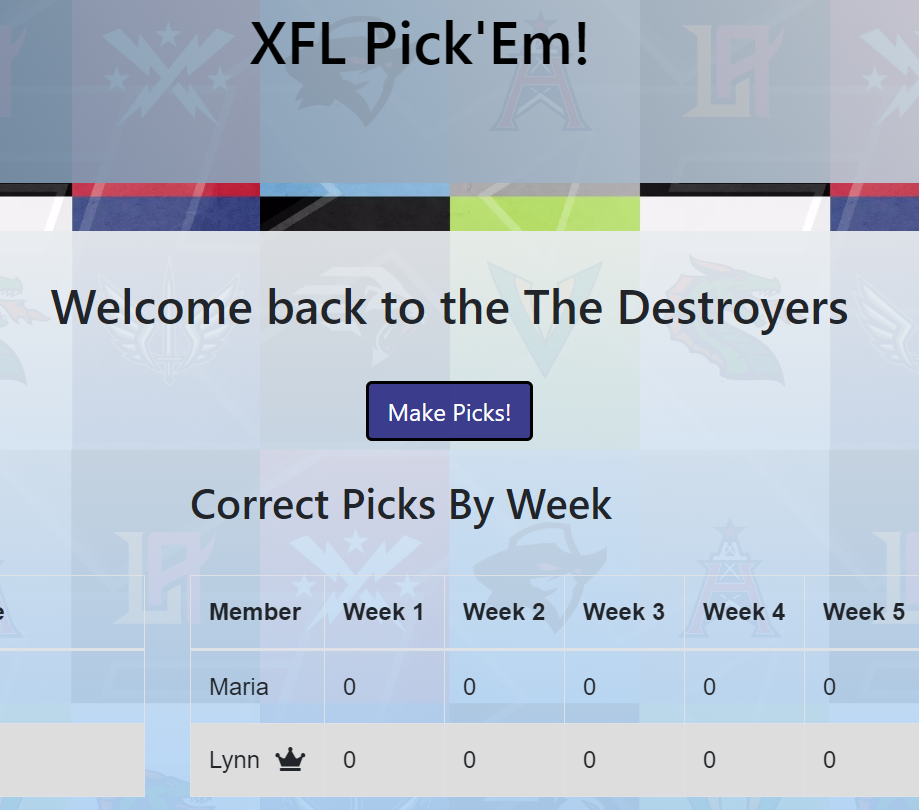 XFL Pick'Em!
Welcome back to the The Destroyers
Make Picks!
Correct Picks By Week
Member Week 1 Week 2 Week 3 Week 4 Week 5
Maria 0 0 0 0 0
Lynn 0 0 0 0 0